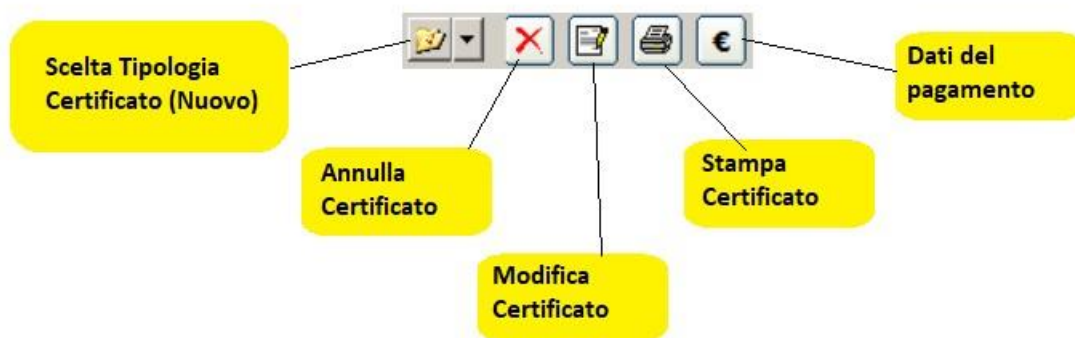 €
Scelta Tipologia
Certificato (Nuovo)
Dati del
pagamento
Annulla
Certificato
Stampa
Certificato
Modifica
Certificato